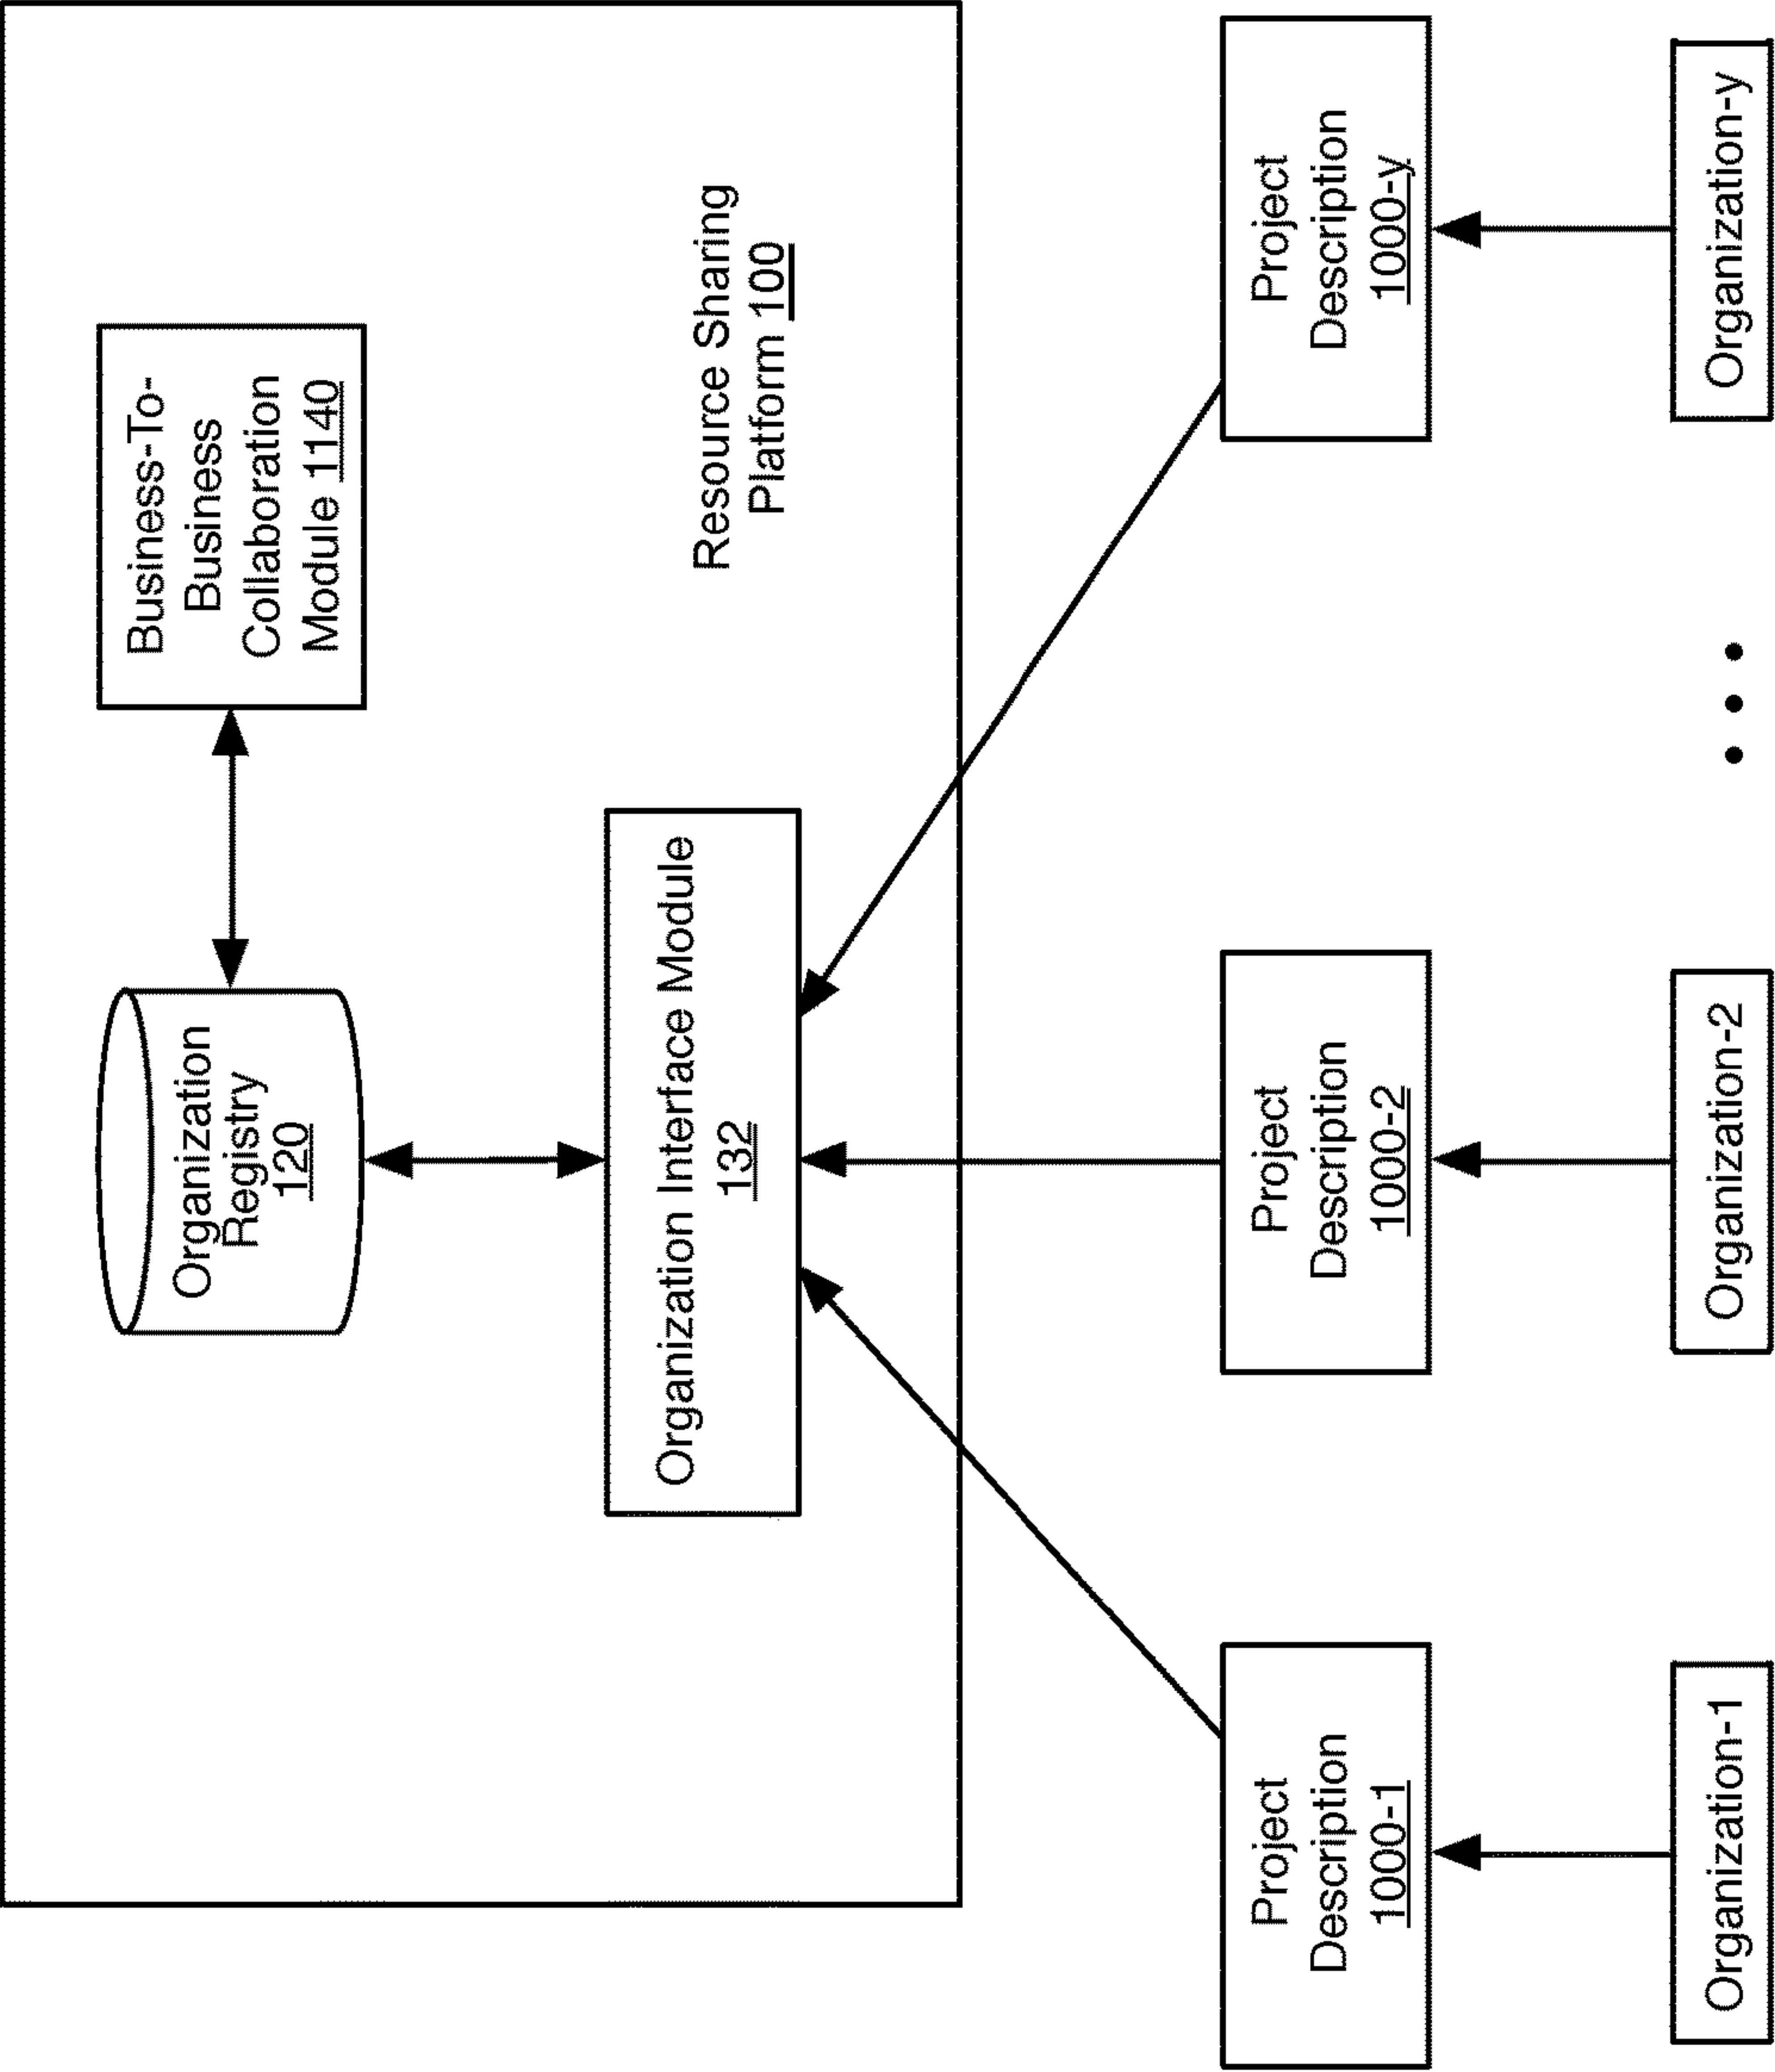 Organization
Registry
120
Business-To-
Business
Collaboration
Module 1140
Organization Interface Module
132
Resource Sharing
Platform 100
Project
Description
1000-1
Project
Description
1000-2
Project
Description
1000-y
Organization-1
Organization-2
• • •
Organization-y